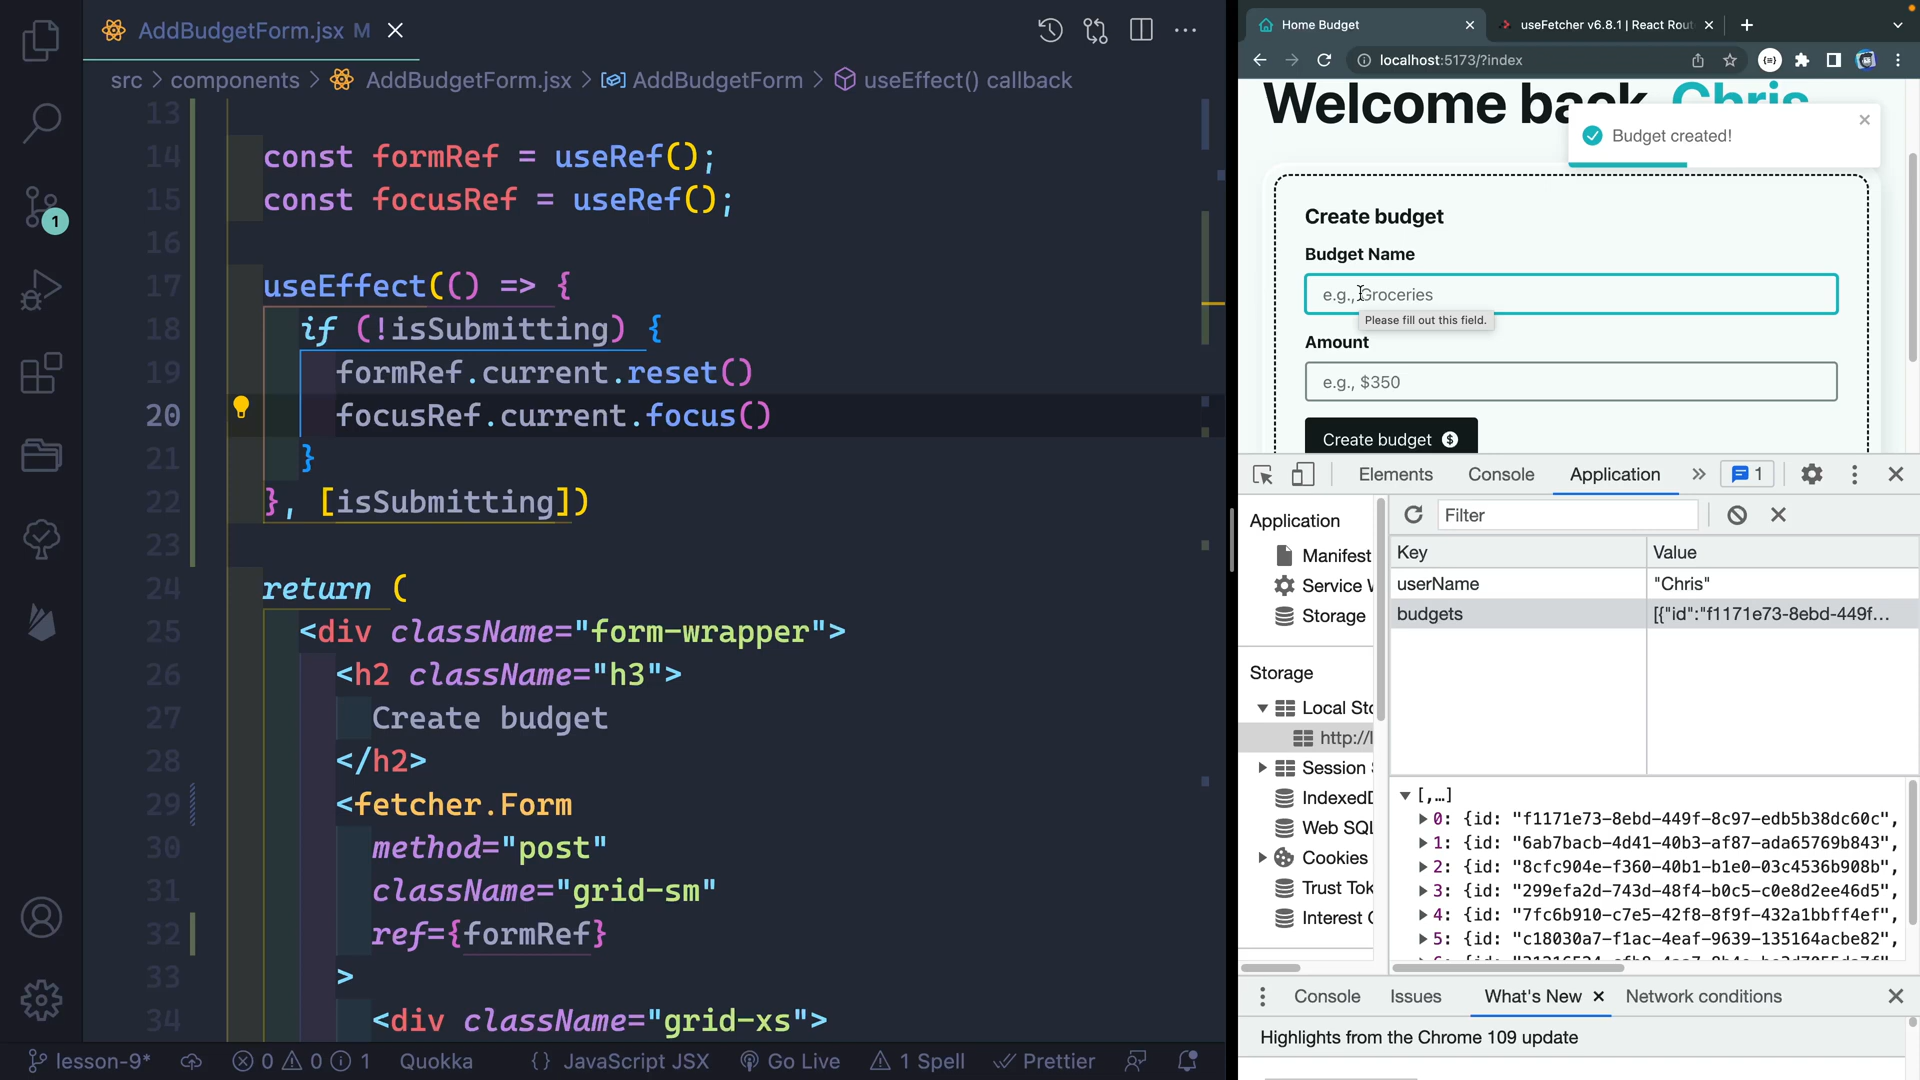 AddBudgetForm.jsx M
src > components > AddBudgetForm.jsx > AddBudgetForm > useEffect() callback
13
14 const formRef = useRef();
15 const focusRef = useRef();
16
17 useEffect(() => {
18 if (!isSubmitting) {
19 formRef.current.reset()
20 focusRef.current.focus()
21 }
22 }, [isSubmitting])
23
24 return (
25 <div className="form-wrapper">
26 <h2 className="h3">
27 Create budget
28 </h2>
29 <fetcher.Form
30 method="post"
31 className="grid-sm"
32 ref={formRef}
33 >
34 <div className="grid-xs">
1
lesson-9* 0 0 1 Quokka {} JavaScript JSX Go Live 1 Spell Prettier
Home Budget
useFetcher v6.8.1 | React Rout
localhost:5173/?index
Welcome back, Chris
Budget created!
Create budget
Budget Name
e.g., Groceries
Please fill out this field.
Amount
e.g., $350
Create budget
Elements Console Application 1
Application
Manifest
Service W
Storage
Storage
Local Sto
http://l
Session
IndexedD
Web SQL
Cookies
Trust Tok
Interest G
Filter
Key Value
userName "Chris"
budgets [{"id":"f1171e73-8ebd-449f...
[,…]
0: {id: "f1171e73-8ebd-449f-8c97-edb5b38dc60c",
1: {id: "6ab7bacb-4d41-40b3-af87-ada65769b843",
2: {id: "8cfc904e-f360-40b1-b1e0-03c4536b908b",
3: {id: "299efa2d-743d-48f4-b0c5-c0e8d2ee46d5",
4: {id: "7fc6b910-c7e5-42f8-8f9f-432a1bbff4ef",
5: {id: "c18030a7-f1ac-4eaf-9639-135164acbe82",
Console Issues What's New Network conditions
Highlights from the Chrome 109 update